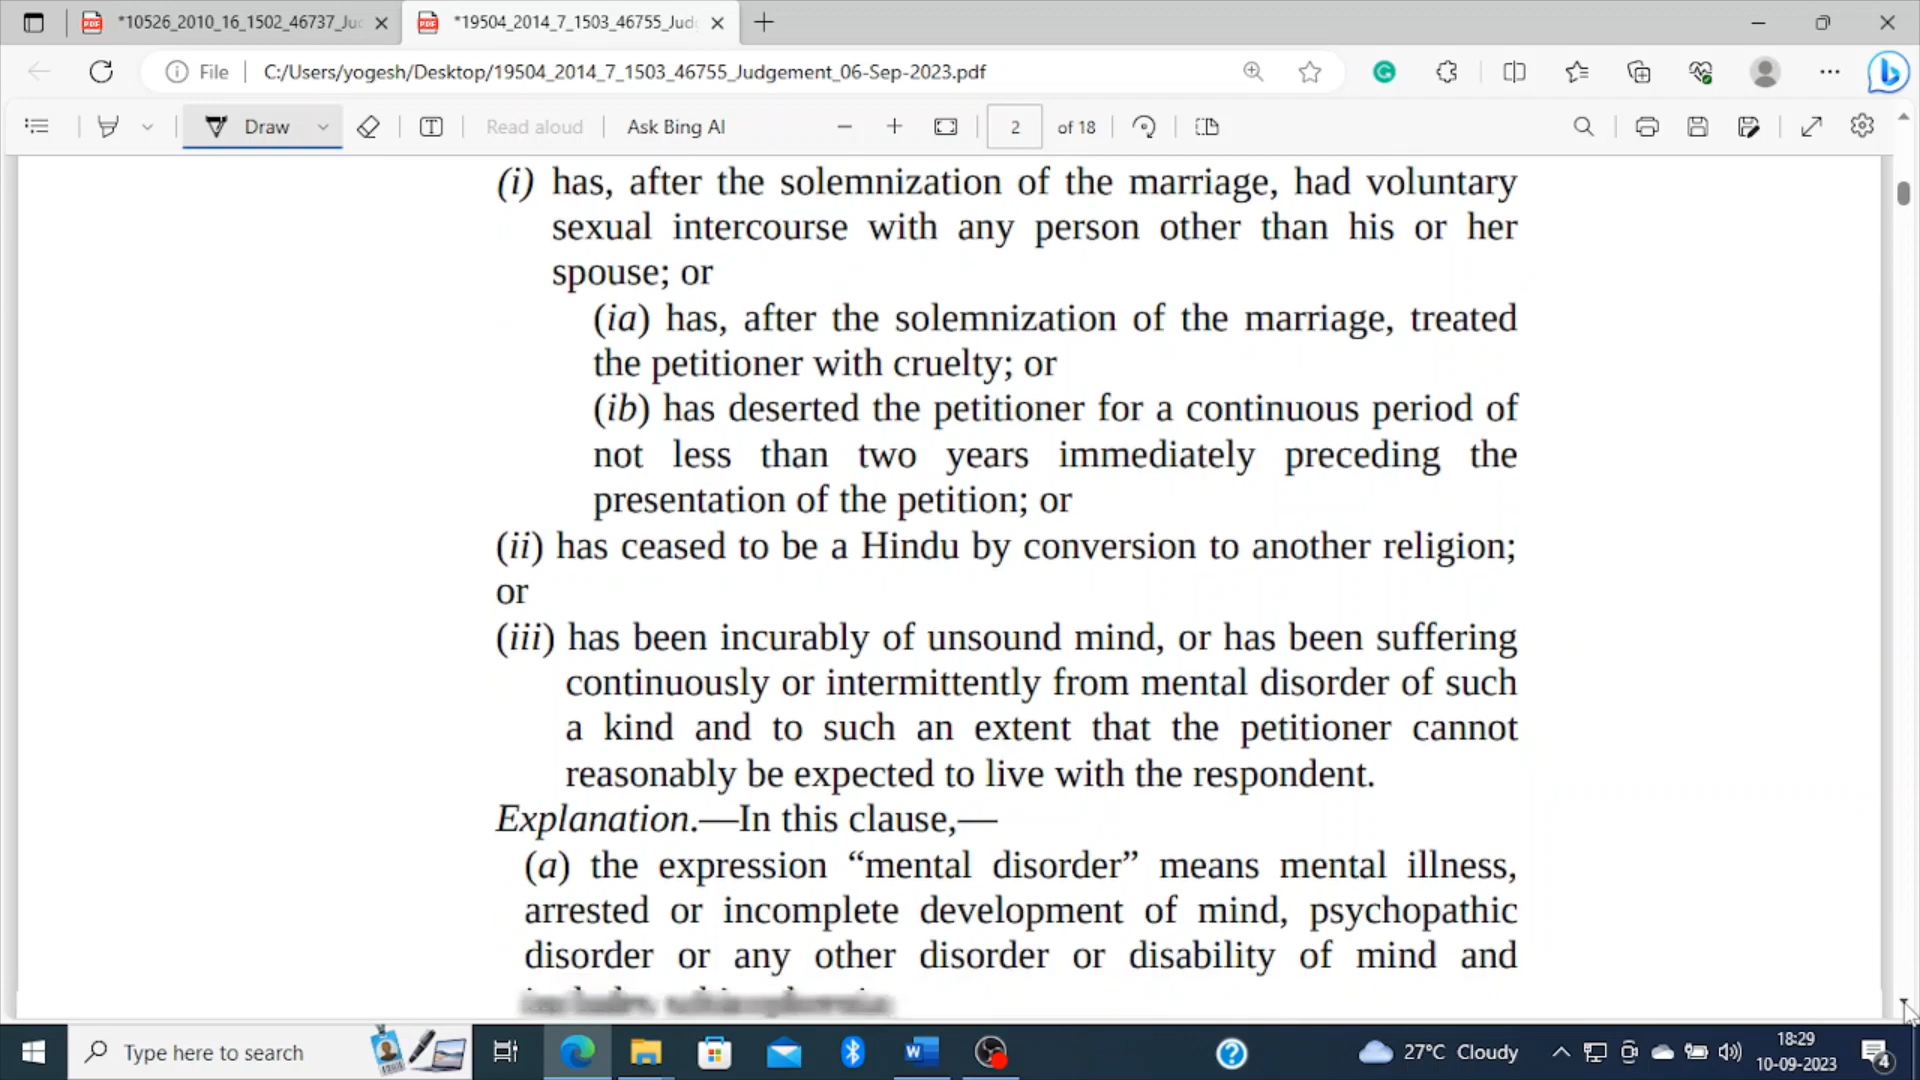 *10526_2010_16_1502_46737_Ju
*19504_2014_7_1503_46755_Jud
File
C:/Users/yogesh/Desktop/19504_2014_7_1503_46755_Judgement_06-Sep-2023.pdf
Draw
Read aloud
Ask Bing AI
2
of 18
(i) has, after the solemnization of the marriage, had voluntary
sexual intercourse with any person other than his or her
spouse; or
(ia) has, after the solemnization of the marriage, treated
the petitioner with cruelty; or
(ib) has deserted the petitioner for a continuous period of
not less than two years immediately preceding the
presentation of the petition; or
(ii) has ceased to be a Hindu by conversion to another religion;
or
(iii) has been incurably of unsound mind, or has been suffering
continuously or intermittently from mental disorder of such
a kind and to such an extent that the petitioner cannot
reasonably be expected to live with the respondent.
Explanation.—In this clause,—
(a) the expression “mental disorder” means mental illness,
arrested or incomplete development of mind, psychopathic
disorder or any other disorder or disability of mind and
Type here to search
27°C Cloudy
18:29
10-09-2023
4